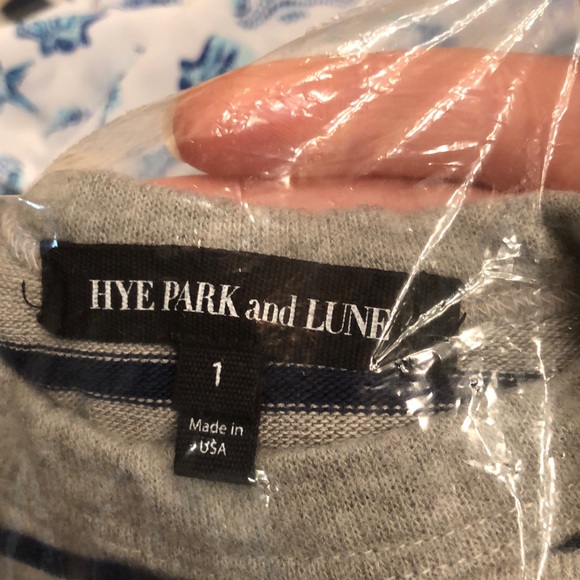 HYE PARK and LUNE
1
Made in
USA